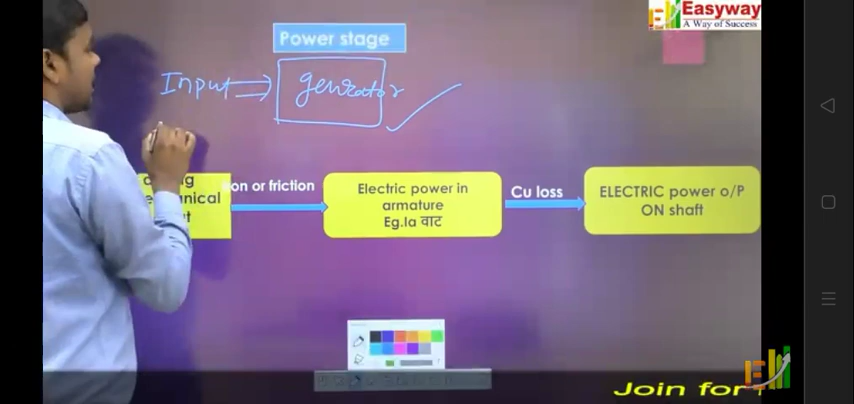 Easyway
A Way of Success
Power stage
Input
generator
on or friction
Electric power in
armature
Eg.Ia वाट
Cu loss
ELECTRIC power o/P
ON shaft
Join for